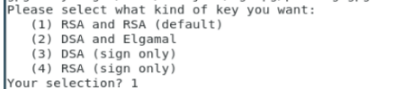 Please select what kind of key you want:
(1) RSA and RSA (default)
(2) DSA and Elgamal
(3) DSA (sign only)
(4) RSA (sign only)
Your selection? 1